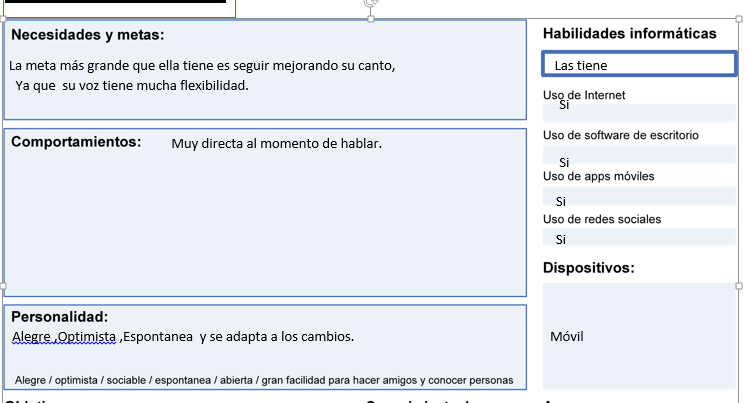 Necesidades y metas:
La meta más grande que ella tiene es seguir mejorando su canto,
Ya que su voz tiene mucha flexibilidad.
Comportamientos: Muy directa al momento de hablar.
Personalidad:
Alegre ,Optimista ,Espontanea y se adapta a los cambios.
Alegre / optimista / sociable / espontanea / abierta / gran facilidad para hacer amigos y conocer personas
Habilidades informáticas
Las tiene
Uso de Internet
Si
Uso de software de escritorio
Si
Uso de apps móviles
Si
Uso de redes sociales
Si
Dispositivos:
Móvil